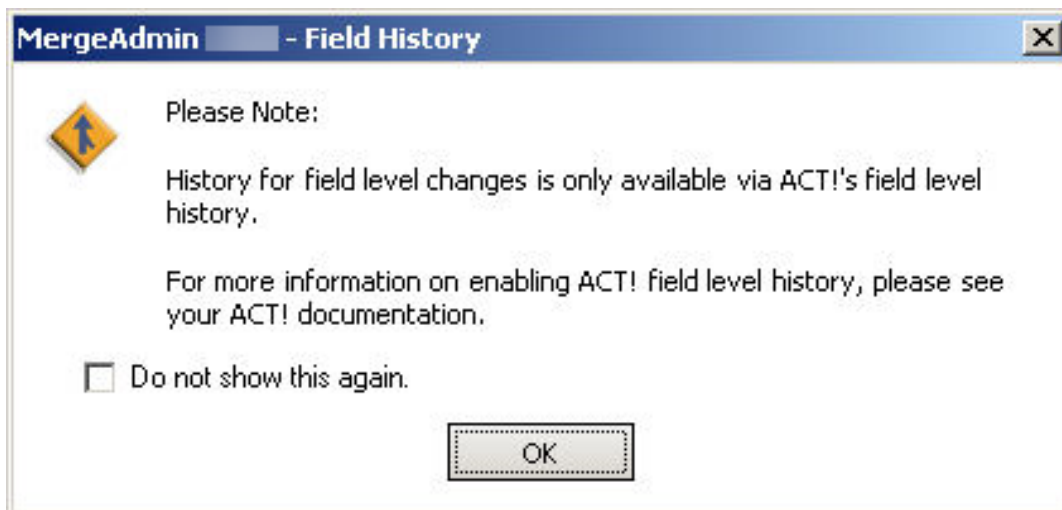 MergeAdmin - Field History
Please Note:
History for field level changes is only available via ACT!'s field level
history.
For more information on enabling ACT! field level history, please see
your ACT! documentation.
Do not show this again.
OK